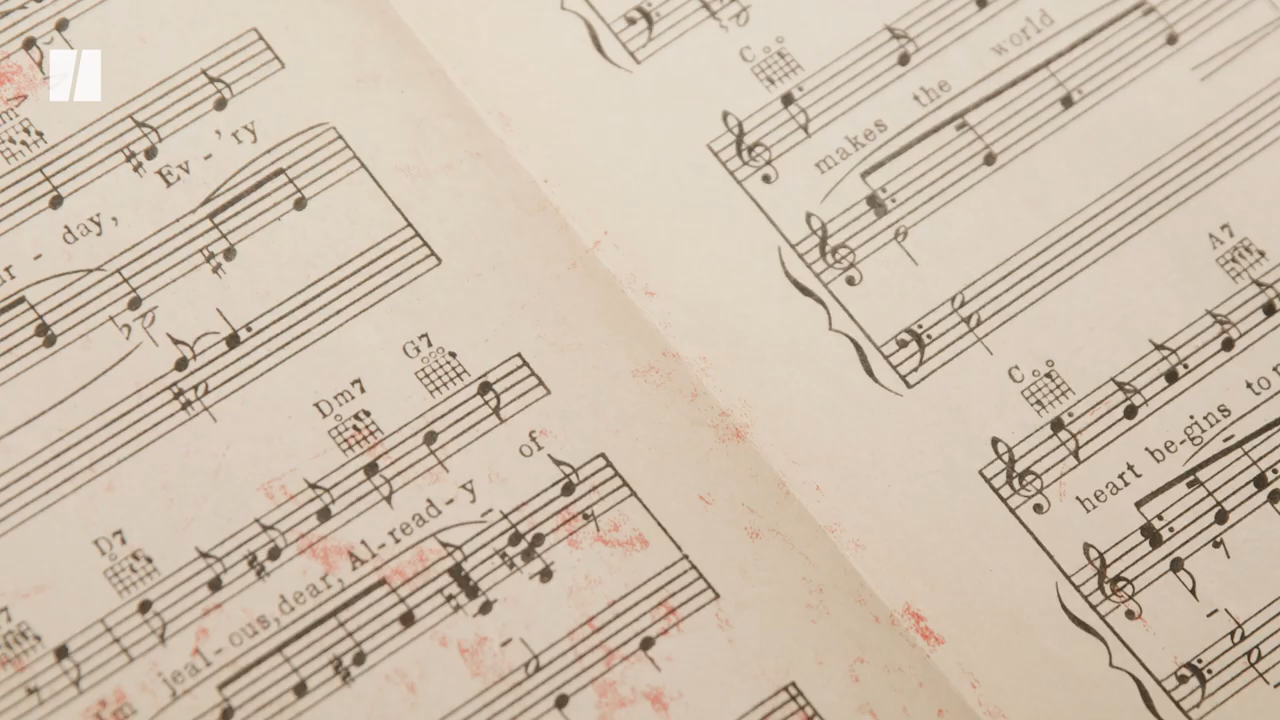 Ev - 'ry
day,
Dm7
G7
of
D7
jeal - ous, dear, Al - read - y
C
makes the world
A7
C
heart be-gins to